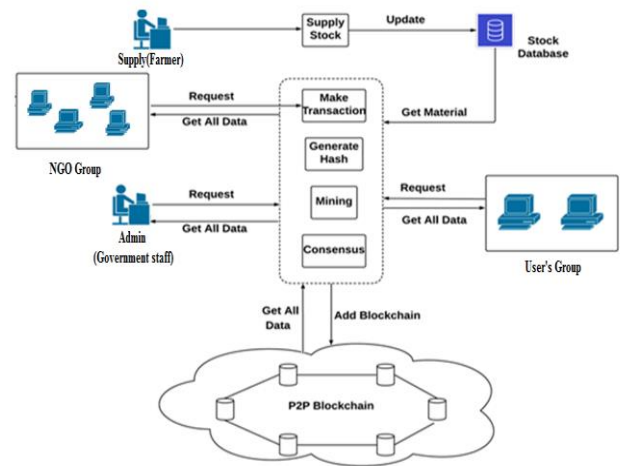 Supply
Stock
Update
Supply(Farmer)
Stock
Database
Request
Make
Transaction
Get Material
Get All Data
NGO Group
Generate
Hash
Request
Request
Mining
Get All Data
Get All Data
Admin
(Government staff)
Consensus
User's Group
Get All
Data
Add Blockchain
P2P Blockchain